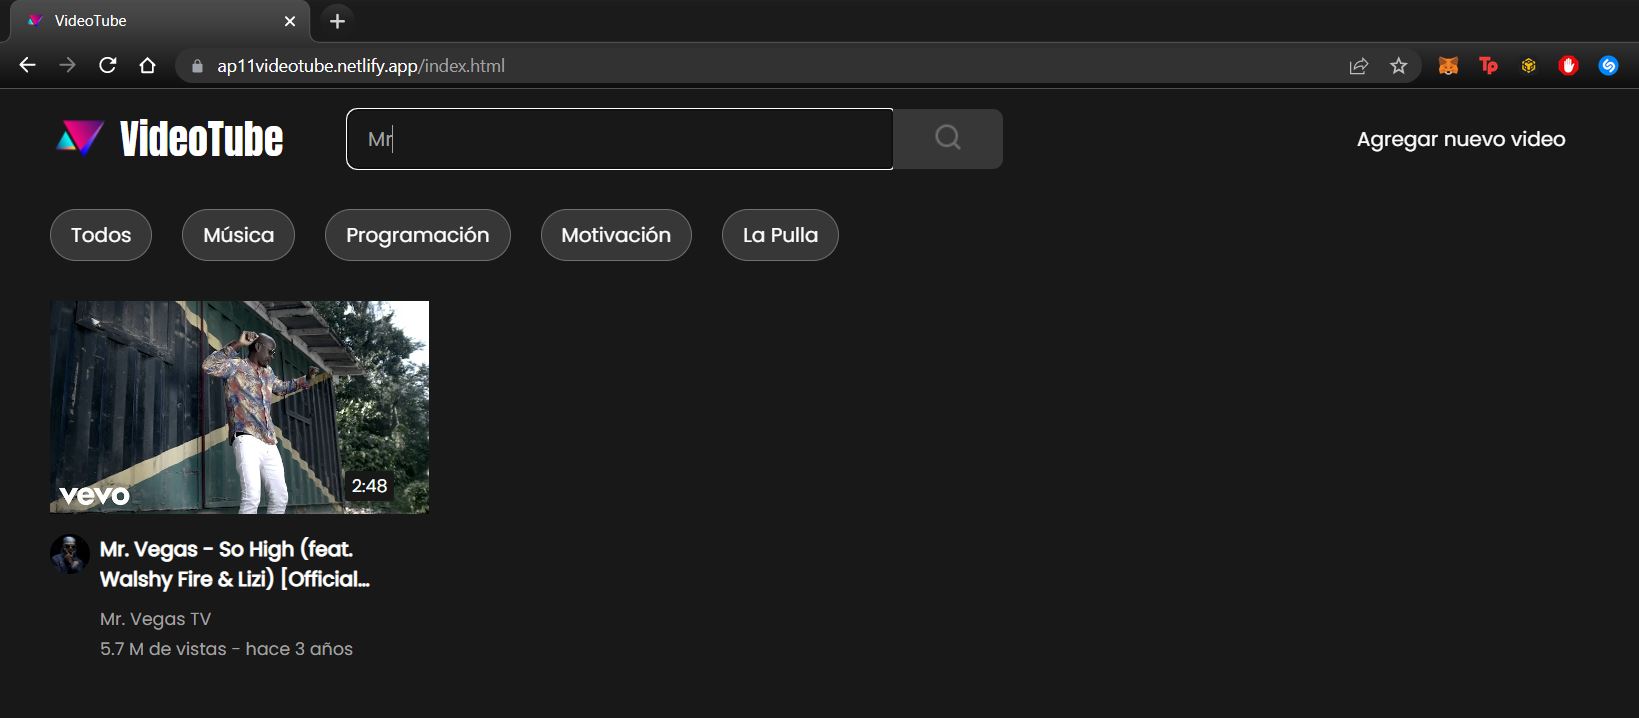 VideoTube
ap11videotube.netlify.app/index.html
Tp
VideoTube
Mr
Agregar nuevo video
Todos
Música
Programación
Motivación
La Pulla
vevo
2:48
Mr. Vegas - So High (feat.
Walshy Fire & Lizi) [Official...
Mr. Vegas TV
5.7 M de vistas - hace 3 años